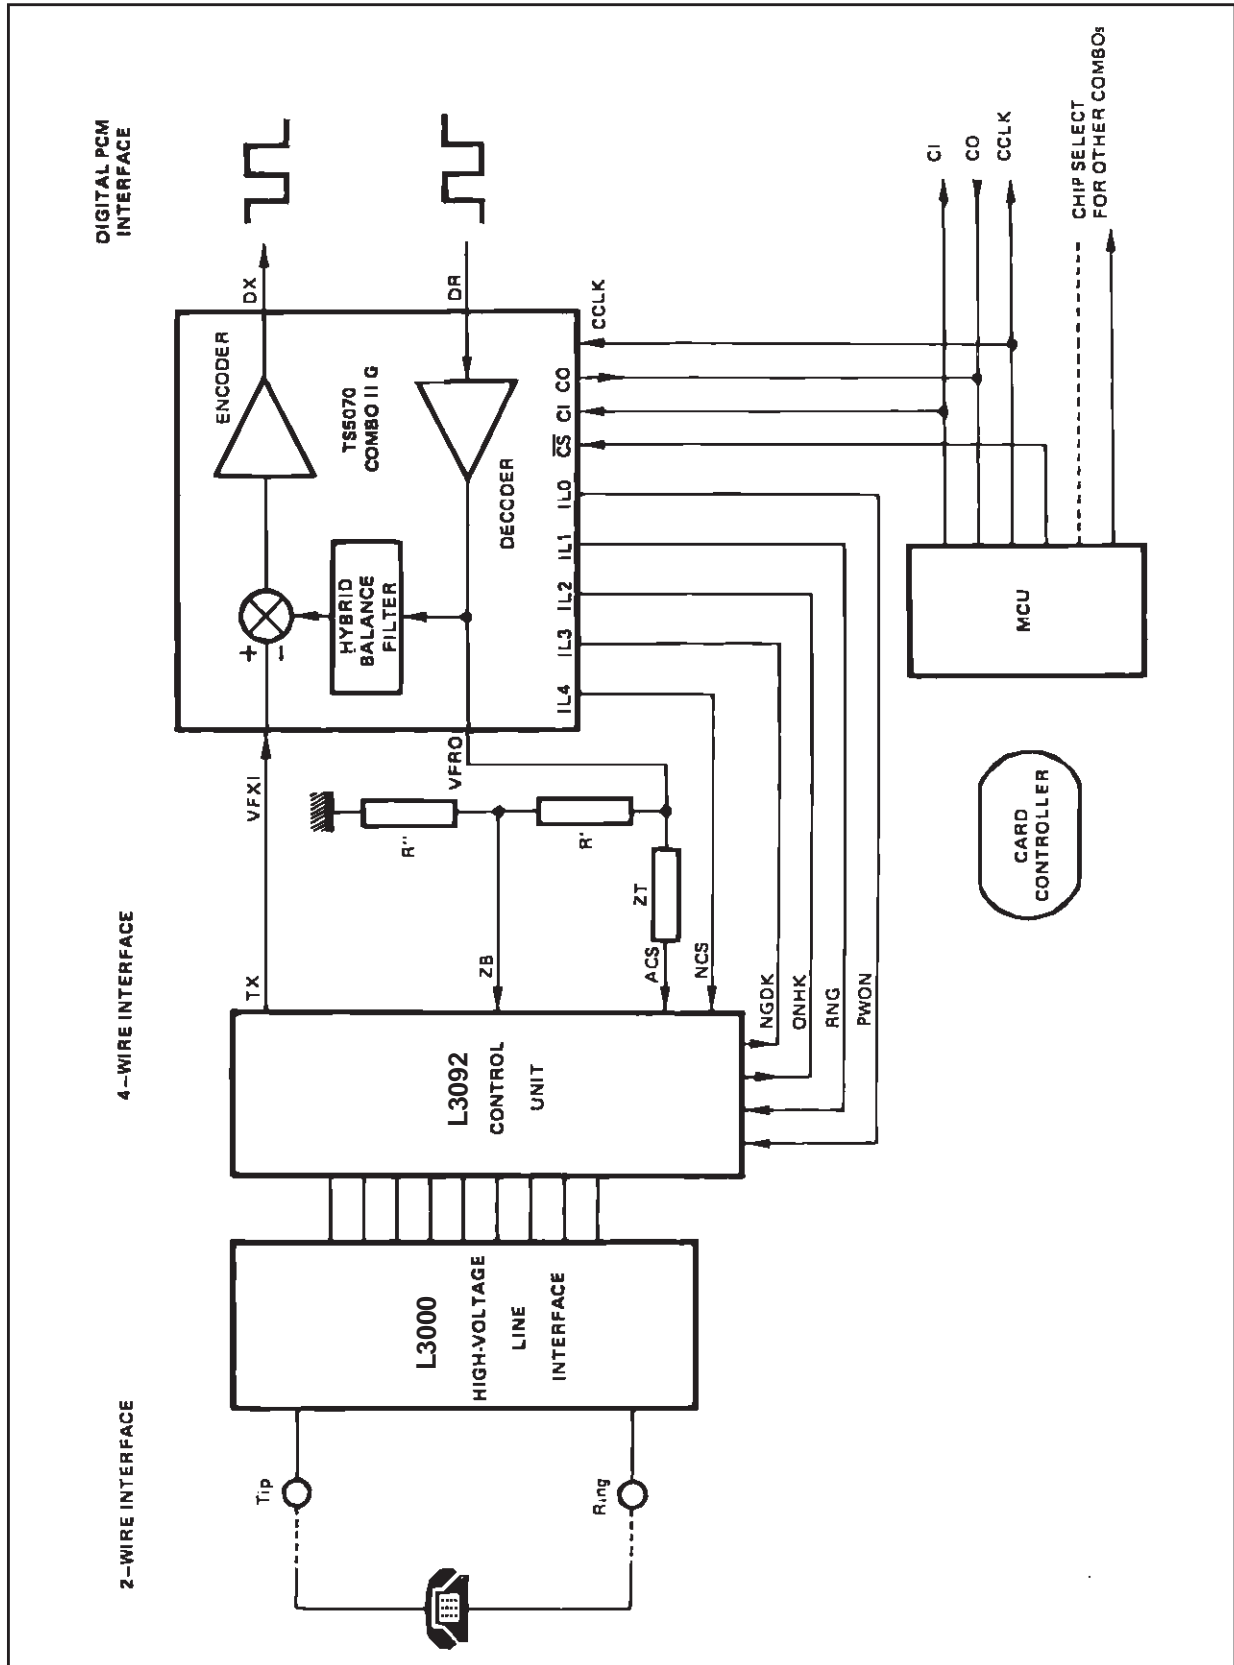 2–WIRE INTERFACE
4–WIRE INTERFACE
DIGITAL PCM
INTERFACE
Tip
Ring
L3000
HIGH-VOLTAGE
LINE
INTERFACE
L3092
CONTROL
UNIT
TX
VFXI
ZB
ACS
NCS
R''
R'
ZT
VFRO
NGDK
ONHK
RNG
PWON
+
–
HYBRID
BALANCE
FILTER
ENCODER
TS5070
COMBO II G
DECODER
DX
DR
IL4
IL3
IL2
IL1
IL0
CS
CI
CO
CCLK
MCU
CARD
CONTROLLER
CI
CO
CCLK
CHIP SELECT
FOR OTHER COMBOs